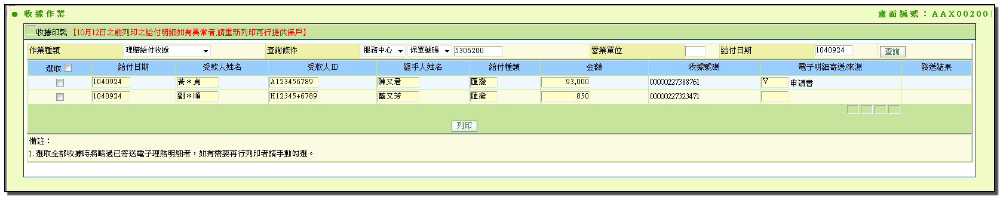 收據作業 畫面編號：AAX00200
收據印製 【10月12日之前列印之給付明細如有異常者,請重新列印再行提供保戶】
作業種類 理賠給付收據 查詢條件 服務中心 保單號碼 5306200 營業單位 給付日期 1040924 查詢
選取 給付日期 受款人姓名 受款人ID 經手人姓名 給付種類 金額 收據號碼 電子明細寄送/來源 發送結果
1040924 黃＊貞 A123456789 陳又君 匯撥 93,000 00000227388761 V 申請書
1040924 劉＊順 H12345+6789 藍又芳 匯撥 850 00000227323471
列印
備註：
1.選取全部收據時將略過已寄送電子理賠明細者，如有需要再行列印者請手動勾選。